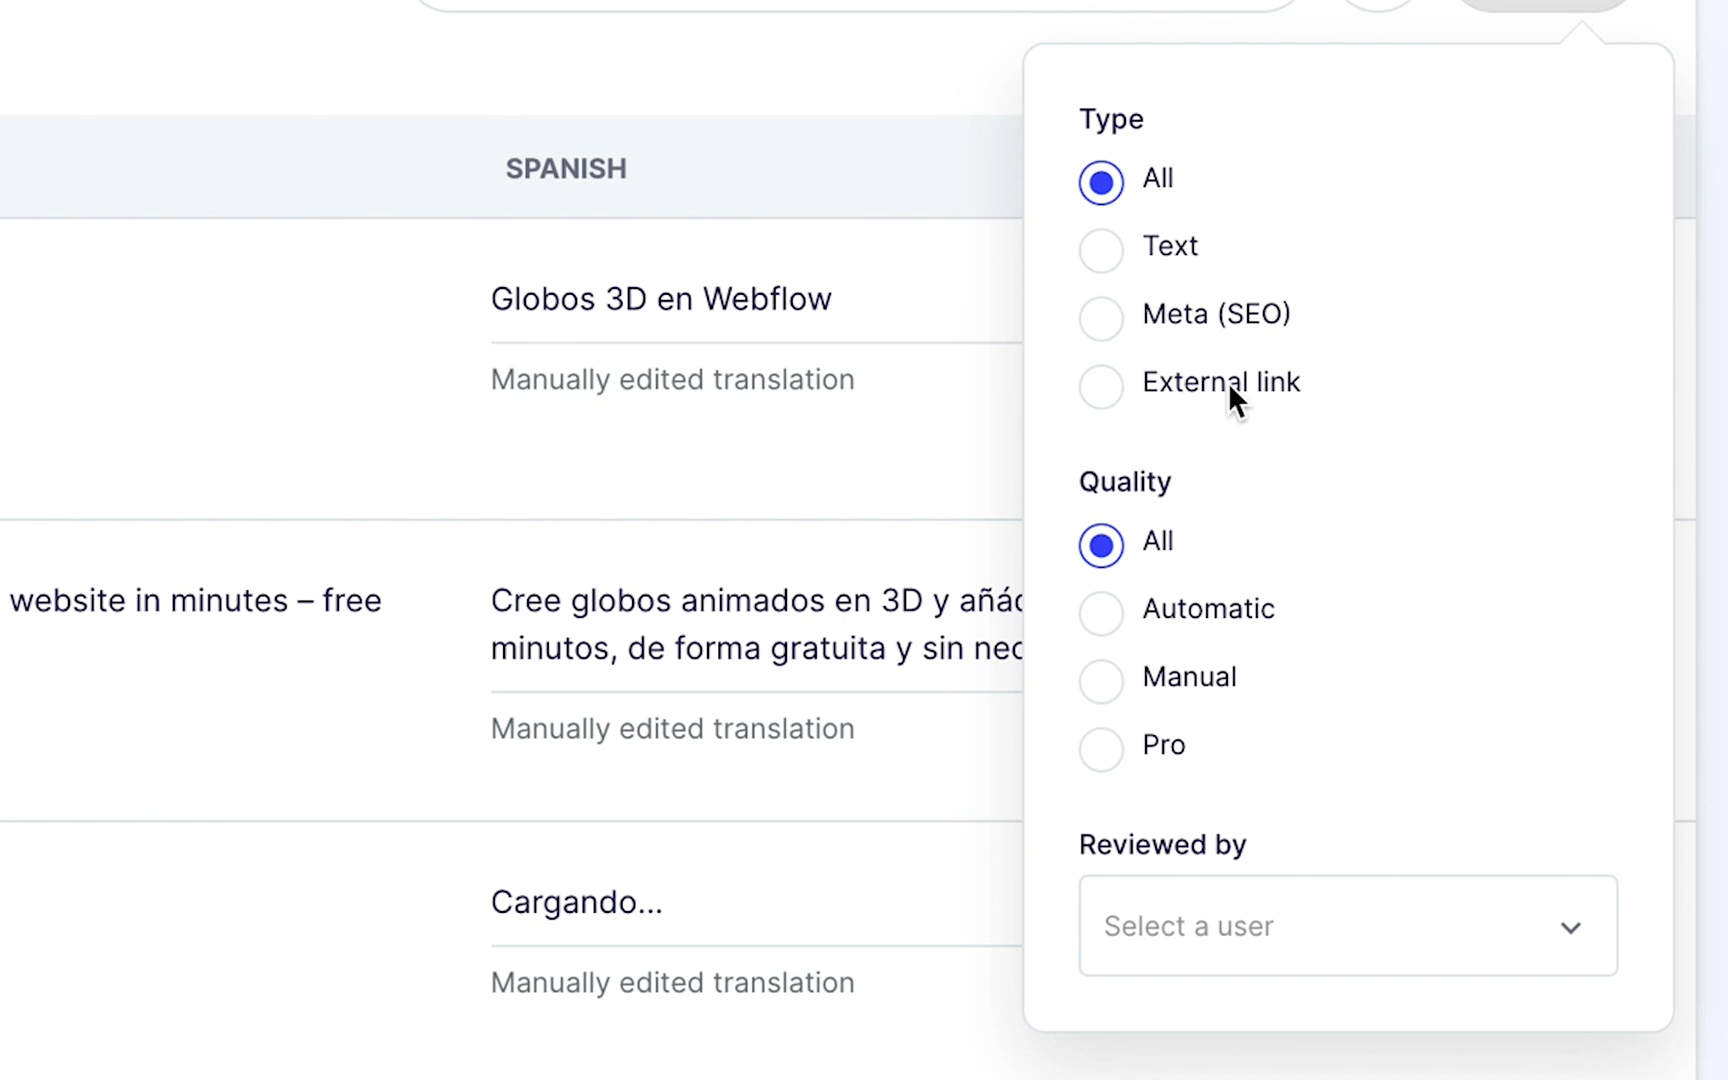 SPANISH
Globos 3D en Webflow
Manually edited translation
website in minutes – free
Cree globos animados en 3D y
minutos, de forma gratuita y sin
Manually edited translation
Cargando...
Manually edited translation
Type
All
Text
Meta (SEO)
External link
Quality
All
Automatic
Manual
Pro
Reviewed by
Select a user